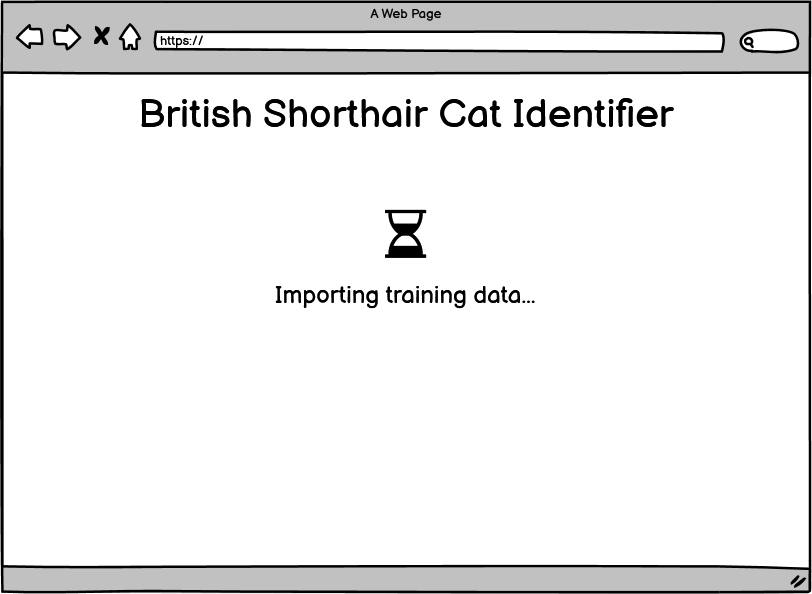 A Web Page
https://
British Shorthair Cat Identifier
Importing training data...